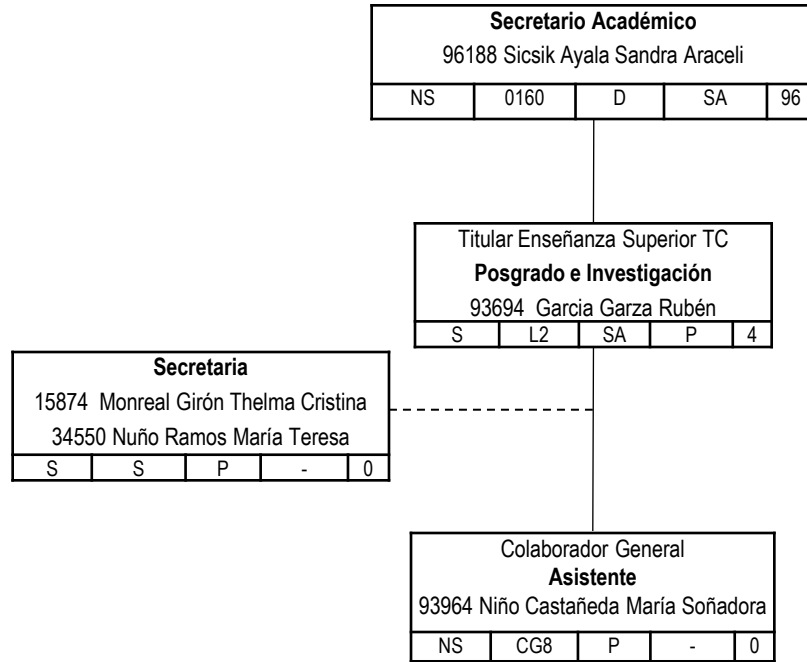 Secretario Académico
96188 Sicsik Ayala Sandra Araceli
NS 0160 D SA 96
Titular Enseñanza Superior TC
Posgrado e Investigación
93694 Garcia Garza Rubén
S L2 SA P 4
Secretaria
15874 Monreal Girón Thelma Cristina
34550 Nuño Ramos María Teresa
S S P - 0
Colaborador General
Asistente
93964 Niño Castañeda María Soñadora
NS CG8 P - 0